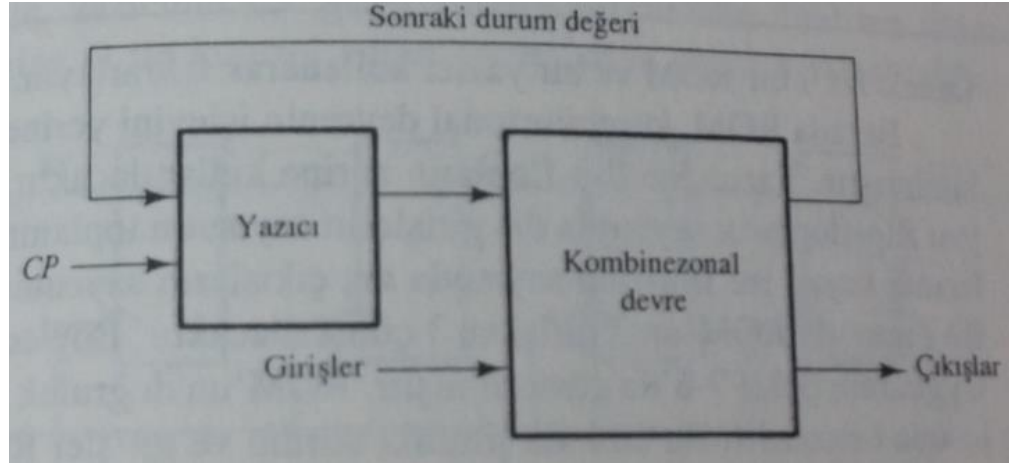 Sonraki durum değeri
Yazıcı
CP
Kombinezonal
devre
Girişler
Çıkışlar